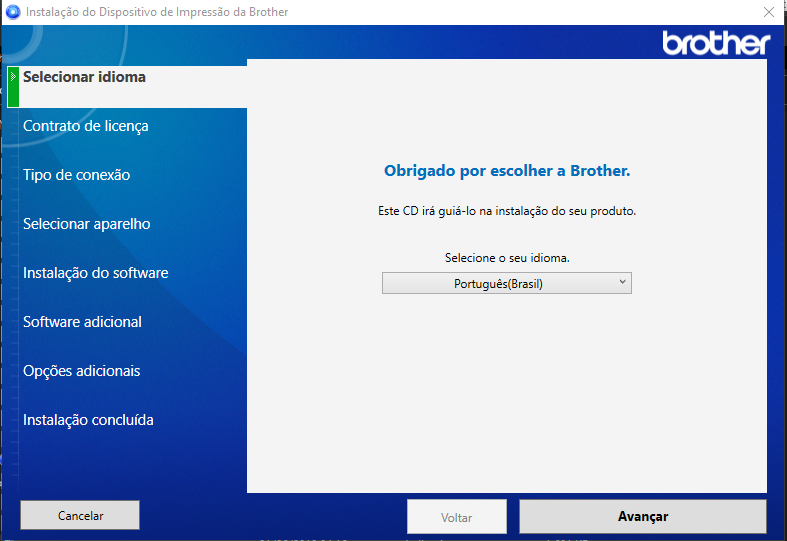 Instalação do Dispositivo de Impressão da Brother
brother
Selecionar idioma
Contrato de licença
Tipo de conexão
Selecionar aparelho
Instalação do software
Software adicional
Opções adicionais
Instalação concluída
Obrigado por escolher a Brother.
Este CD irá guiá-lo na instalação do seu produto.
Selecione o seu idioma.
Português(Brasil)
Cancelar
Voltar
Avançar